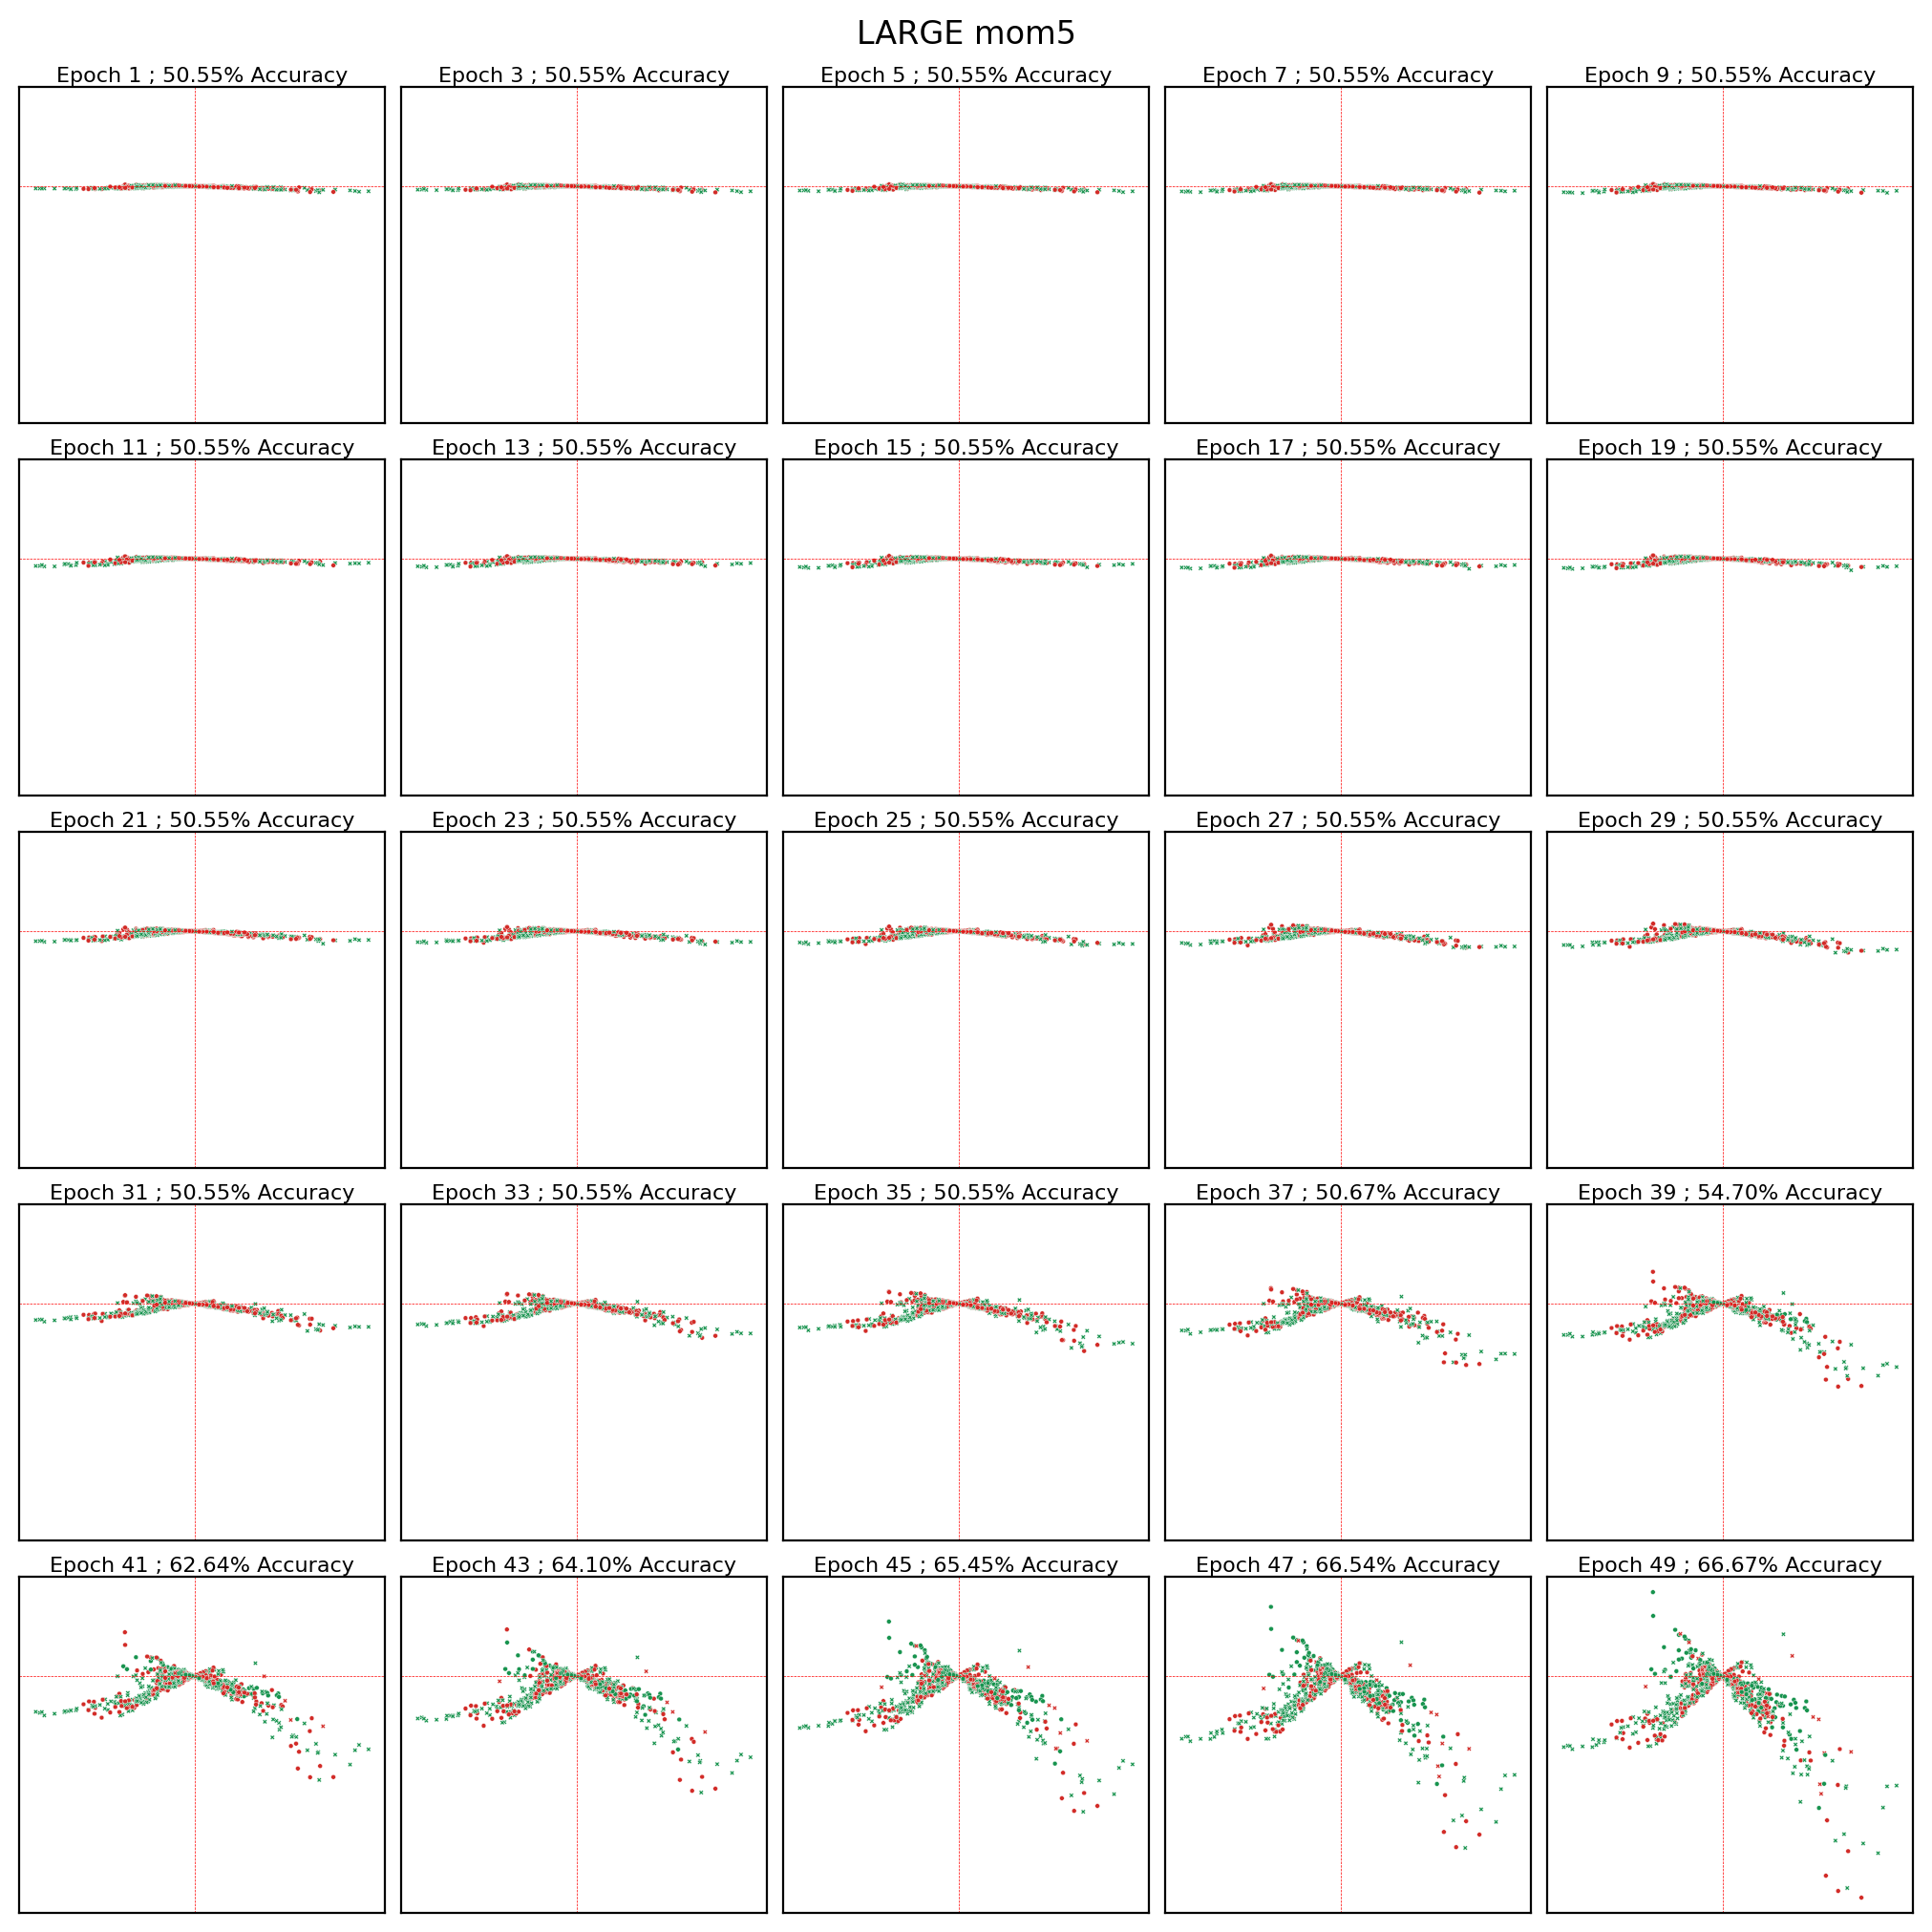 LARGE mom5
Epoch 1 ; 50.55% Accuracy
Epoch 3 ; 50.55% Accuracy
Epoch 5 ; 50.55% Accuracy
Epoch 7 ; 50.55% Accuracy
Epoch 9 ; 50.55% Accuracy
Epoch 11 ; 50.55% Accuracy
Epoch 13 ; 50.55% Accuracy
Epoch 15 ; 50.55% Accuracy
Epoch 17 ; 50.55% Accuracy
Epoch 19 ; 50.55% Accuracy
Epoch 21 ; 50.55% Accuracy
Epoch 23 ; 50.55% Accuracy
Epoch 25 ; 50.55% Accuracy
Epoch 27 ; 50.55% Accuracy
Epoch 29 ; 50.55% Accuracy
Epoch 31 ; 50.55% Accuracy
Epoch 33 ; 50.55% Accuracy
Epoch 35 ; 50.55% Accuracy
Epoch 37 ; 50.67% Accuracy
Epoch 39 ; 54.70% Accuracy
Epoch 41 ; 62.64% Accuracy
Epoch 43 ; 64.10% Accuracy
Epoch 45 ; 65.45% Accuracy
Epoch 47 ; 66.54% Accuracy
Epoch 49 ; 66.67% Accuracy